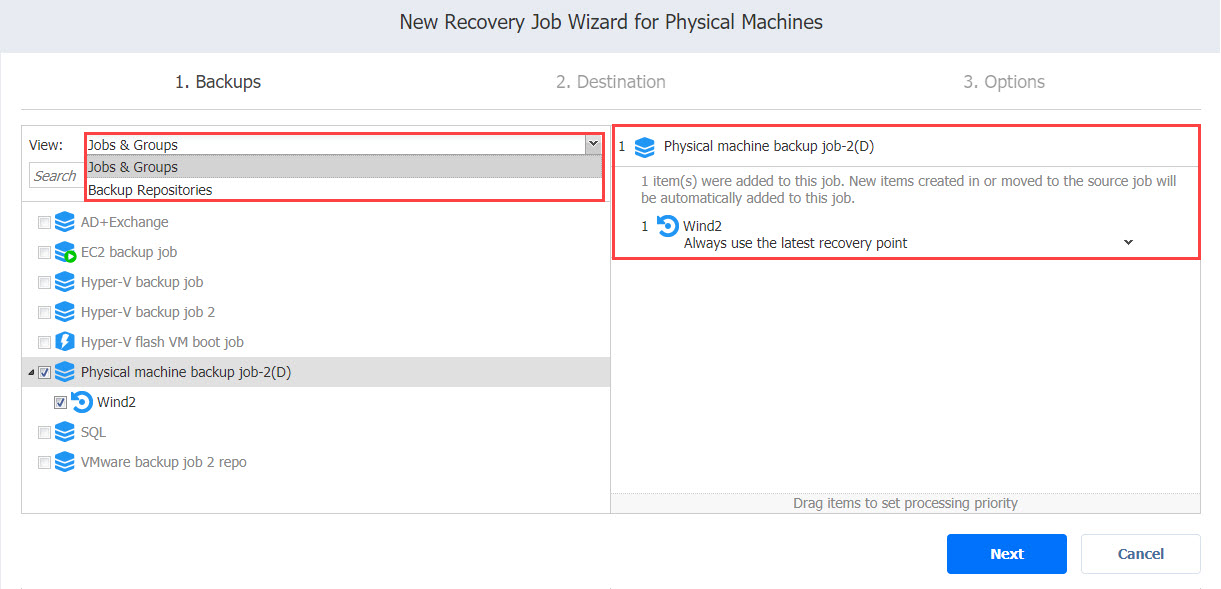 New Recovery Job Wizard for Physical Machines
1. Backups
2. Destination
3. Options
View:
Jobs & Groups
Jobs & Groups
Backup Repositories
Search
AD+Exchange
EC2 backup job
Hyper-V backup job
Hyper-V backup job 2
Hyper-V flash VM boot job
Physical machine backup job-2(D)
Wind2
SQL
VMware backup job 2 repo
1 Physical machine backup job-2(D)
1 item(s) were added to this job. New items created in or moved to the source job will
be automatically added to this job.
1 Wind2
Always use the latest recovery point
Drag items to set processing priority
Next
Cancel